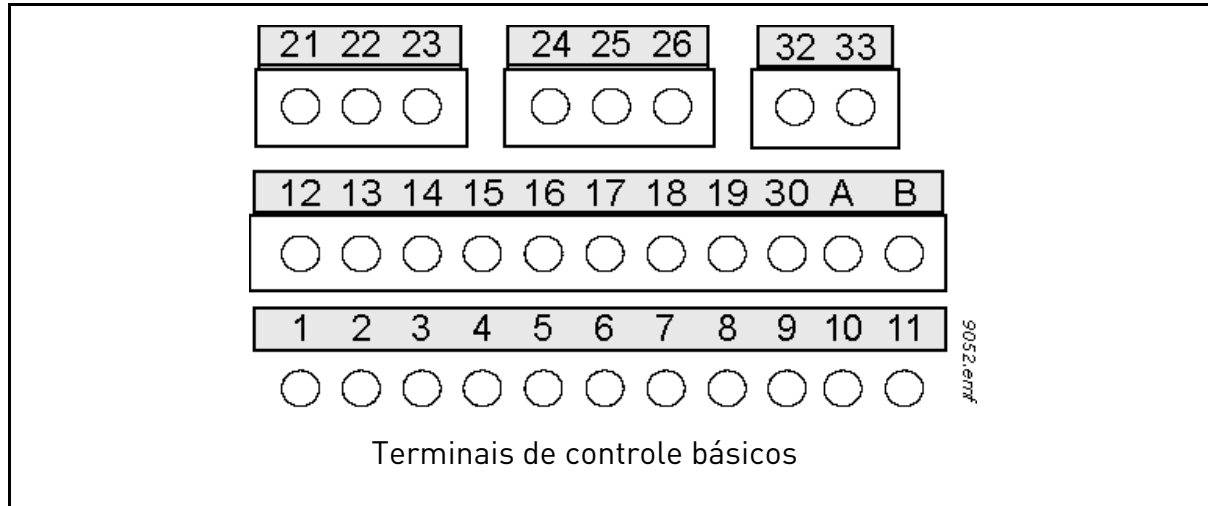 21 22 23 24 25 26 32 33
12 13 14 15 16 17 18 19 30 A B
1 2 3 4 5 6 7 8 9 10 11
9052.emf
Terminais de controle básicos